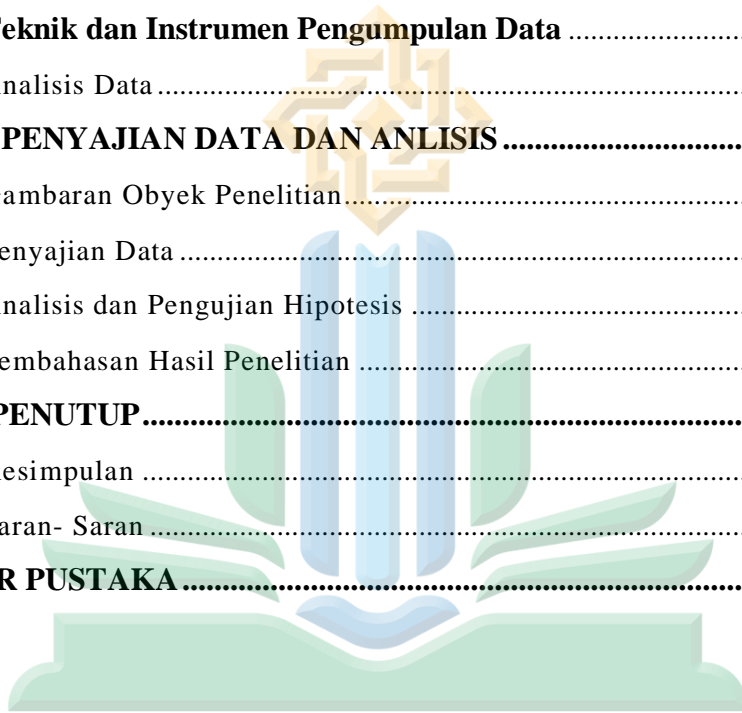 Teknik dan Instrumen Pengumpulan Data ........................
nalisis Data ........................................................................................
PENYAJIAN DATA DAN ANLISIS ..............................
ambaran Obyek Penelitian.........................................................
enyajian Data ....................................................................................
nalisis dan Pengujian Hipotesis ................................................
embahasan Hasil Penelitian .......................................................
PENUTUP..........................................................................
esimpulan ..........................................................................................
aran- Saran ........................................................................................
R PUSTAKA .....................................................................